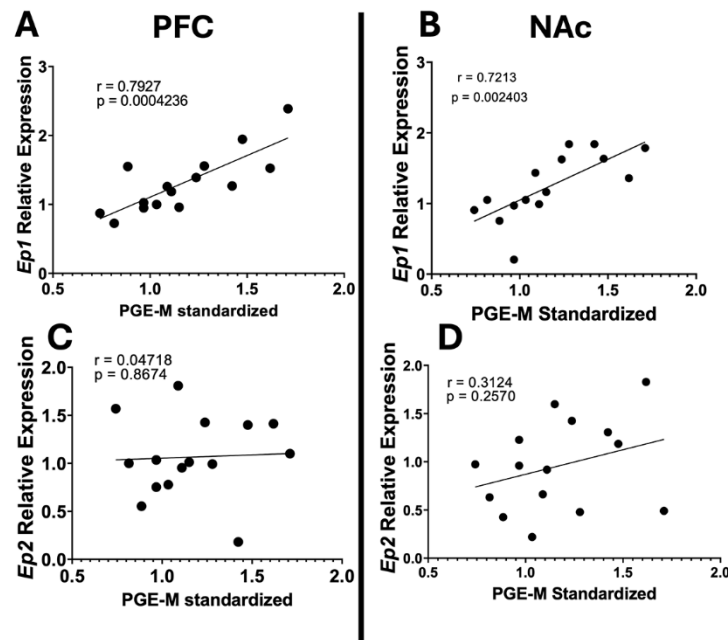 A
PFC
B
NAc
r = 0.7927
p = 0.0004236
Ep1 Relative Expression
3
2
1
0
0.5
1.0
1.5
2.0
PGE-M standardized
r = 0.7213
p = 0.002403
Ep1 Relative Expression
3
2
1
0
0.5
1.0
1.5
2.0
PGE-M Standardized
C
r = 0.04718
p = 0.8674
Ep2 Relative Expression
2.0
1.5
1.0
0.5
0.0
0.5
1.0
1.5
2.0
PGE-M standardized
D
r = 0.3124
p = 0.2570
Ep2 Relative Expression
2.0
1.5
1.0
0.5
0.0
0.5
1.0
1.5
2.0
PGE-M Standardized